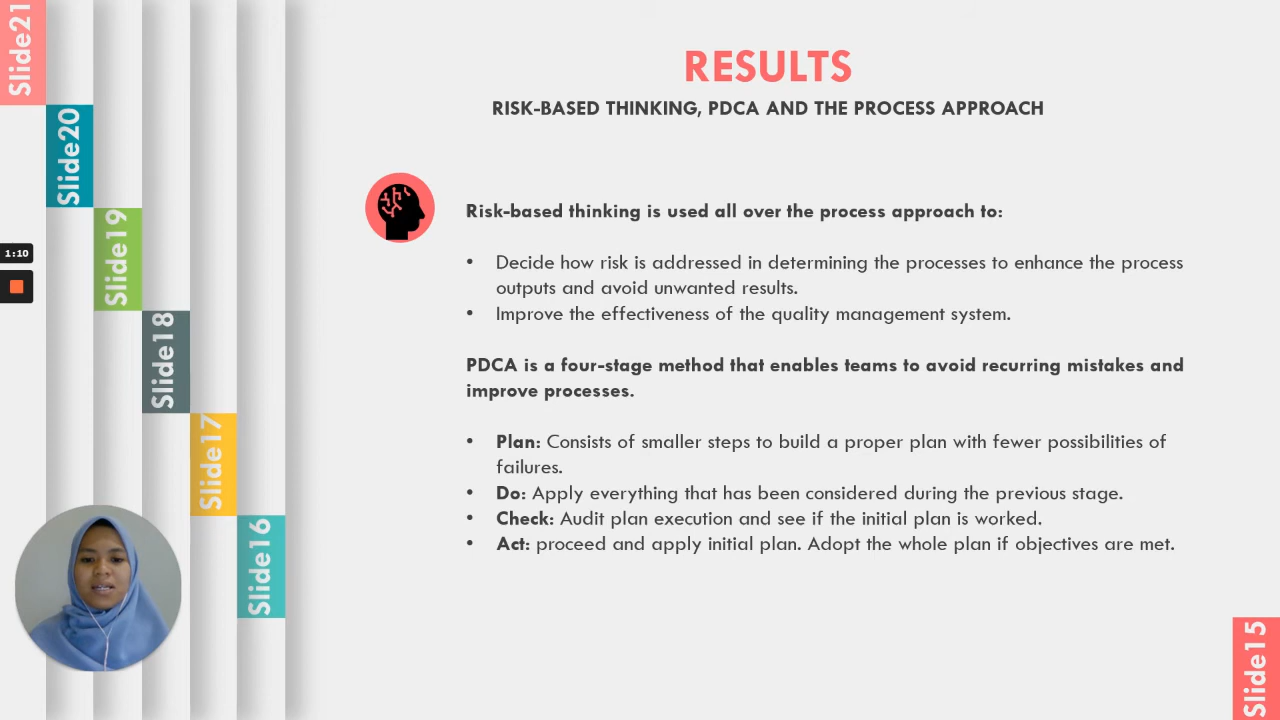 Slide21
Slide20
Slide19
Slide18
Slide17
Slide16
1:10
RESULTS
RISK-BASED THINKING, PDCA AND THE PROCESS APPROACH
Risk-based thinking is used all over the process approach to:
• Decide how risk is addressed in determining the processes to enhance the process
outputs and avoid unwanted results.
• Improve the effectiveness of the quality management system.
PDCA is a four-stage method that enables teams to avoid recurring mistakes and
improve processes.
• Plan: Consists of smaller steps to build a proper plan with fewer possibilities of
failures.
• Do: Apply everything that has been considered during the previous stage.
• Check: Audit plan execution and see if the initial plan is worked.
• Act: proceed and apply initial plan. Adopt the whole plan if objectives are met.
Slide15